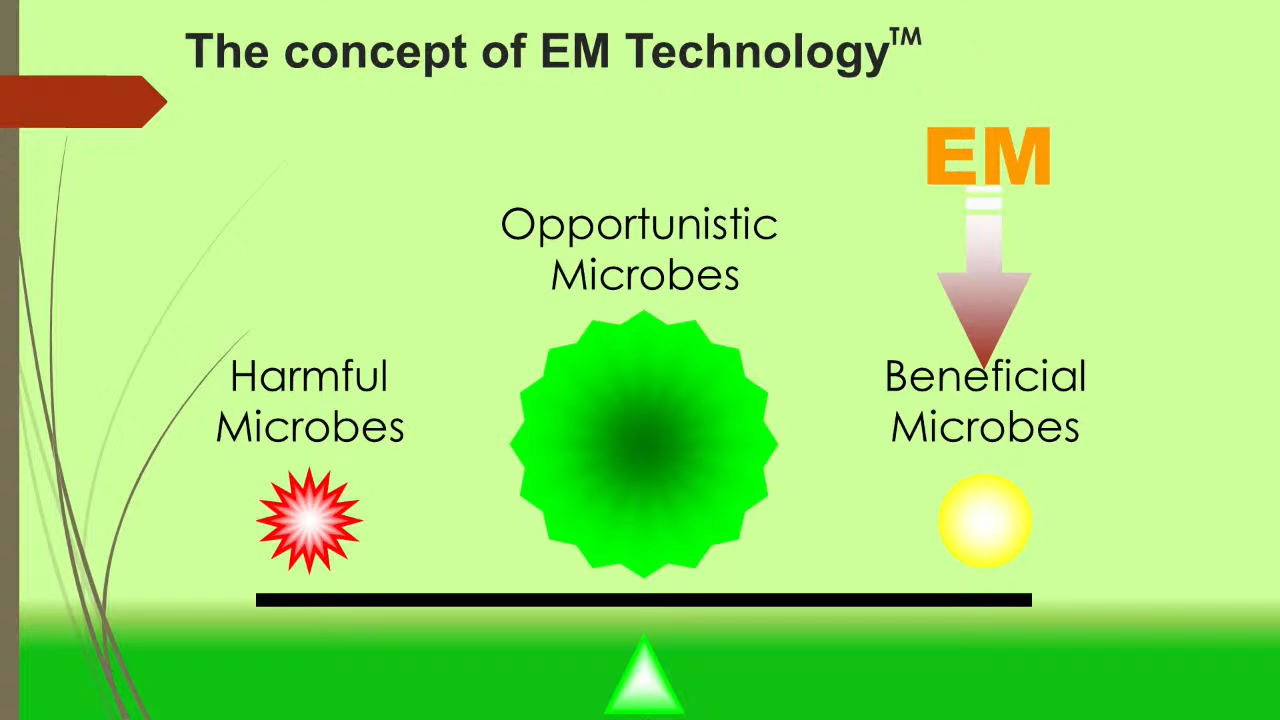 The concept of EM Technology™
EM
Opportunistic
Microbes
Harmful
Microbes
Beneficial
Microbes